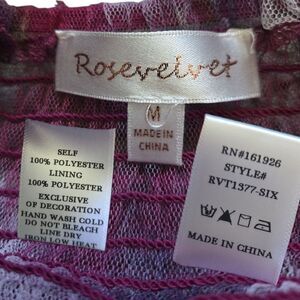 Rosevelvet
M
MADE IN
CHINA
SELF
100% POLYESTER
LINING
100% POLYESTER
EXCLUSIVE
OF DECORATION
HAND WASH COLD
DO NOT BLEACH
LINE DRY
IRON LOW HEAT
RN#161926
STYLE#
RVT1377-SIX
MADE IN CHINA